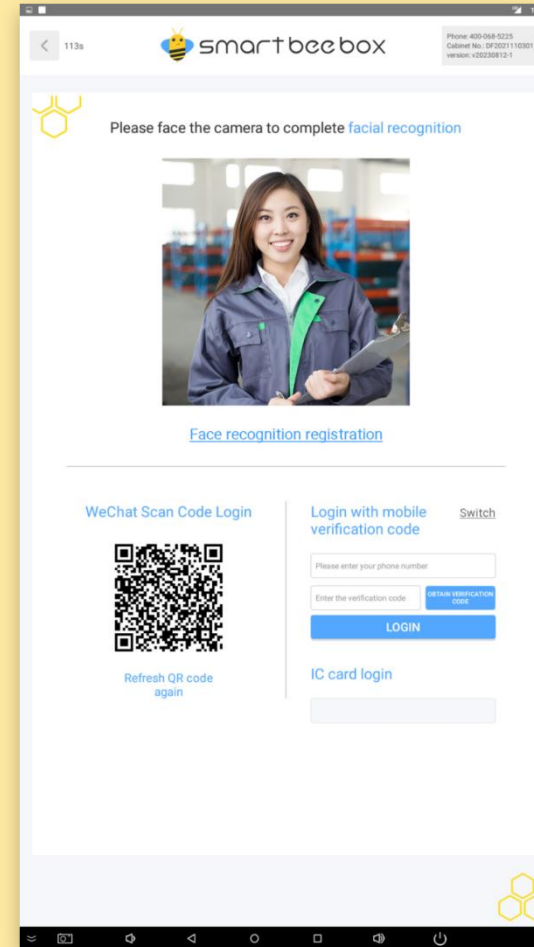 113s
smartbeebox
Phone: 400-068-5225
Cabinet No.: DF2021110301
version: v20230812-1
Please face the camera to complete facial recognition
Face recognition registration
WeChat Scan Code Login
Refresh QR code
again
Login with mobile
verification code
Switch
Please enter your phone number
Enter the verification code
OBTAIN VERIFICATION
CODE
LOGIN
IC card login